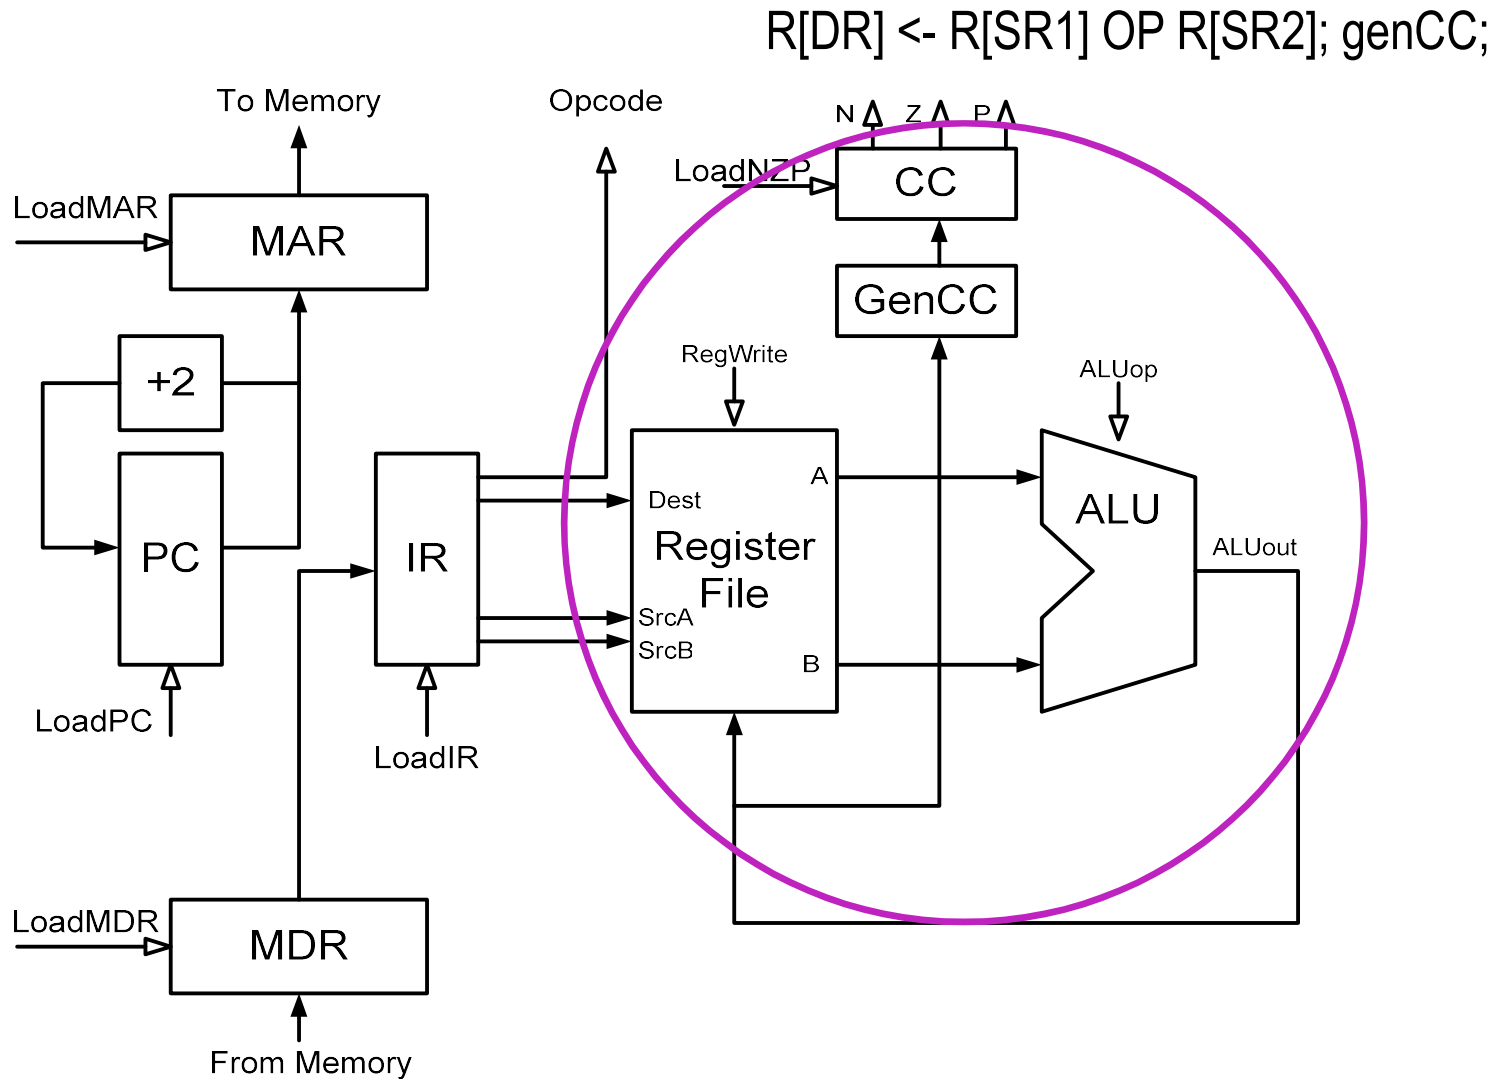 R[DR] <- R[SR1] OP R[SR2]; genCC;
To Memory
Opcode
N Z P
LoadNZP
CC
LoadMAR
MAR
GenCC
RegWrite
ALUop
+2
A
Dest
ALU
Register
File
IR
PC
ALUout
SrcA
SrcB
B
LoadPC
LoadIR
LoadMDR
MDR
From Memory